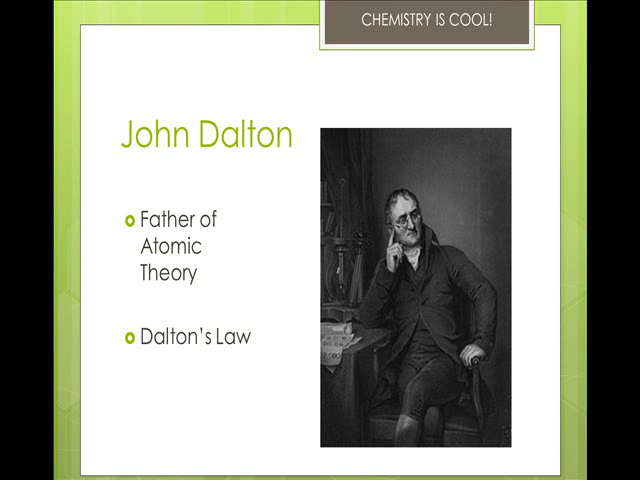 CHEMISTRY IS COOL!
John Dalton
Father of
Atomic
Theory
Dalton’s Law